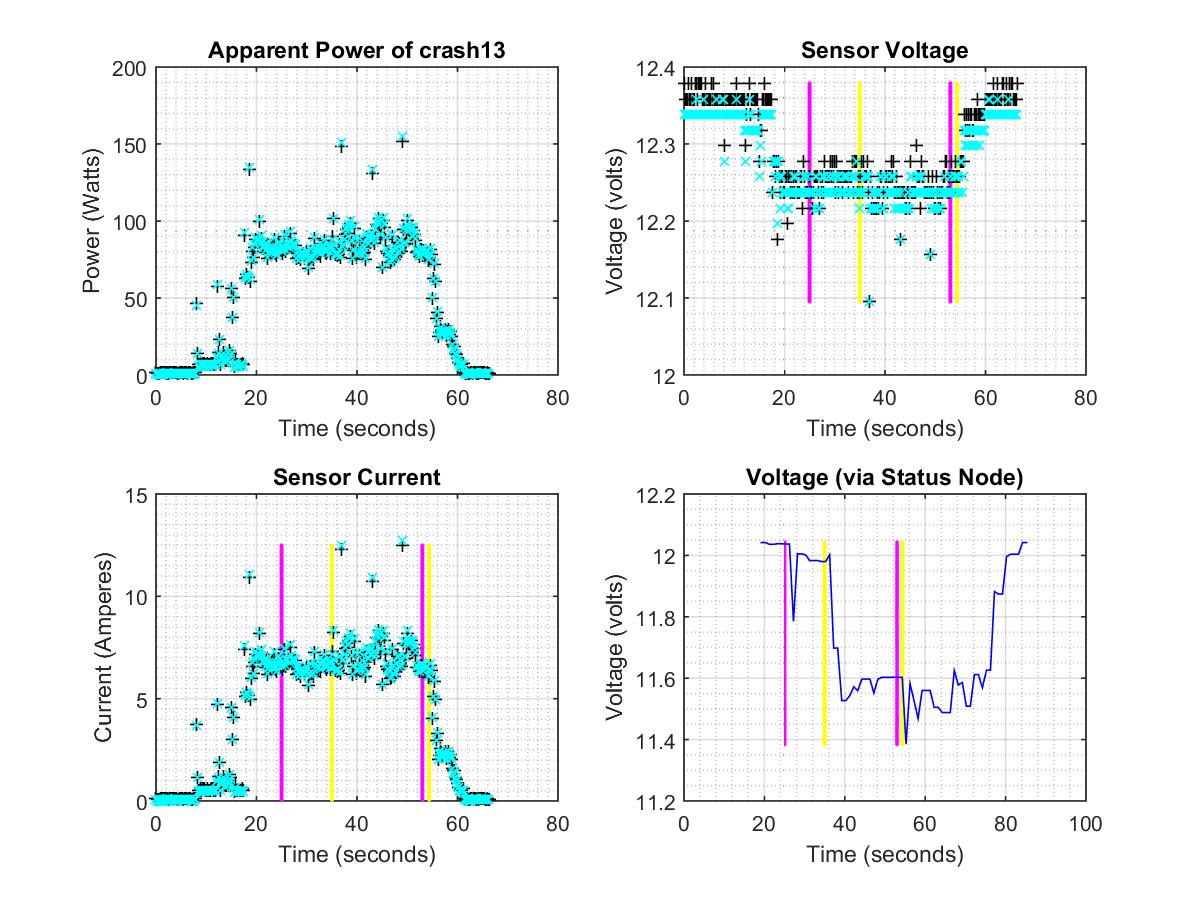 Apparent Power of crash13
200
150
100
50
0
Power (Watts)
0 20 40 60 80
Time (seconds)
Sensor Voltage
12.4
12.3
12.2
12.1
12
Voltage (volts)
0 20 40 60 80
Time (seconds)
Sensor Current
15
10
5
0
Current (Amperes)
0 20 40 60 80
Time (seconds)
Voltage (via Status Node)
12.2
12
11.8
11.6
11.4
11.2
Voltage (volts)
0 20 40 60 80 100
Time (seconds)